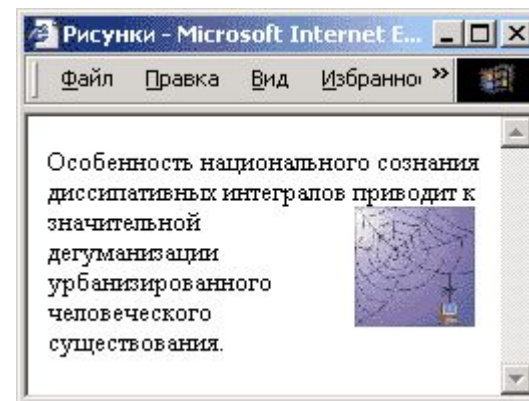 Рисунки - Microsoft Internet E...
Файл Правка Вид Избранно »
Особенность национального сознания
диссипативных интегралов приводит к
значительной
дегуманизации
урбанизированного
человеческого
существования.